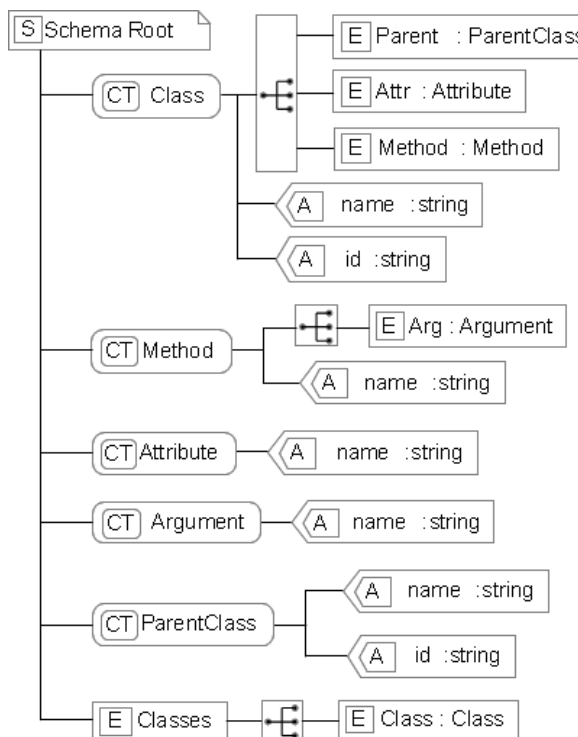 S Schema Root
E Parent : ParentClass
CT Class
E Attr : Attribute
E Method : Method
A name :string
A id :string
CT Method
E Arg : Argument
A name :string
CT Attribute
A name :string
CT Argument
A name :string
CT ParentClass
A name :string
A id :string
E Classes
E Class : Class